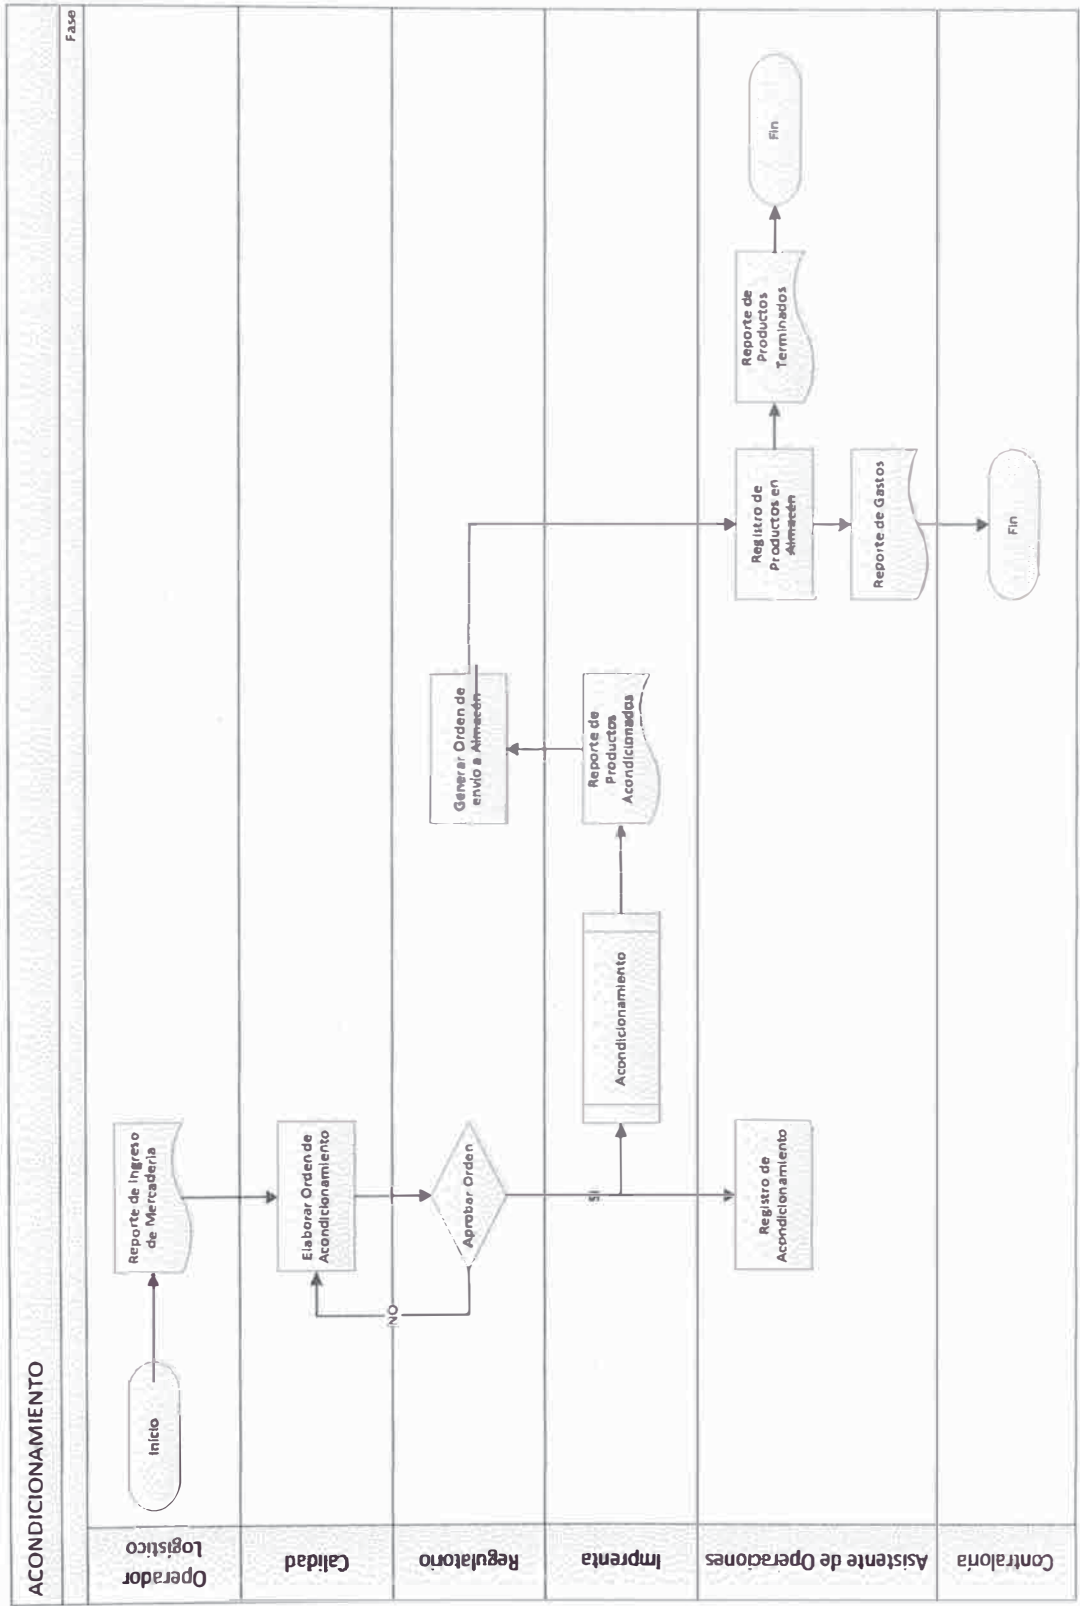 ACONDICIONAMIENTO
Fase
Operador
Logístico
Inicio
Reporte de Ingreso
de Mercadería
Calidad
Elaborar Orden de
Acondicionamiento
Regulatorio
NO
Aprobar Orden
SI
Generar Orden de
envío a Almacén
Imprenta
Acondicionamiento
Reporte de
Productos
Acondicionados
Asistente de Operaciones
Registro de
Acondicionamiento
Registro de
Productos en
Almacén
Reporte de
Productos
Terminados
Fin
Reporte de Gastos
Contraloría
Fin